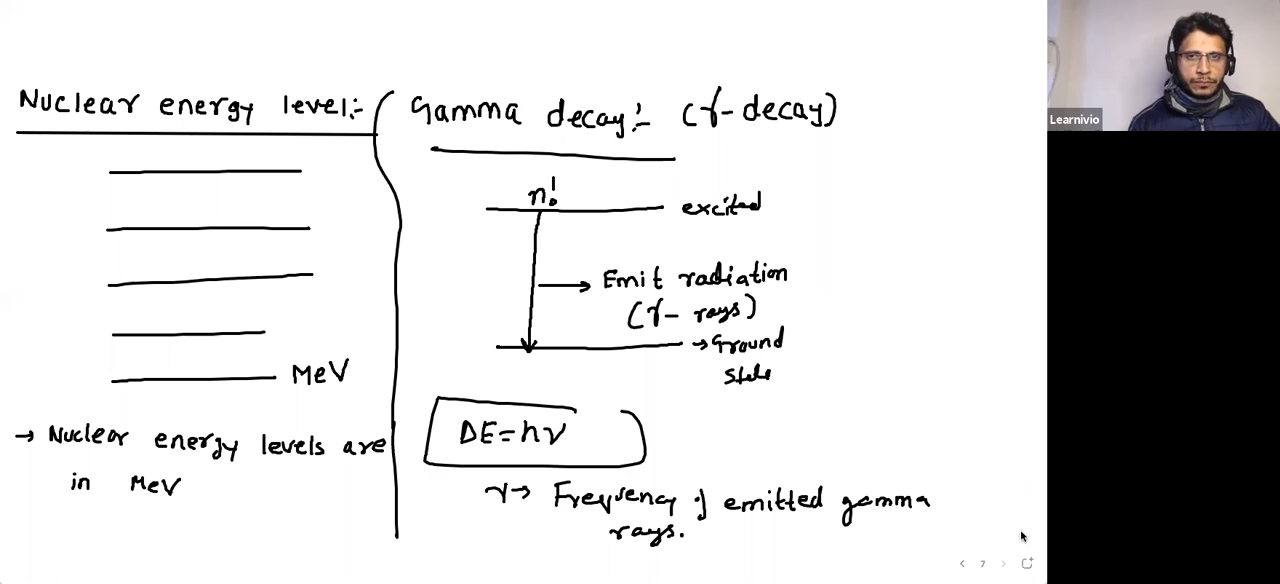 Nuclear energy level:-
MeV
→ Nuclear energy levels are
in MeV
Gamma decay:- (γ-decay)
excited
→ Emit radiation
(γ- rays)
→ Ground
state
ΔE=hν
ν→ Frequency of emitted gamma
rays.
Learnivio
7